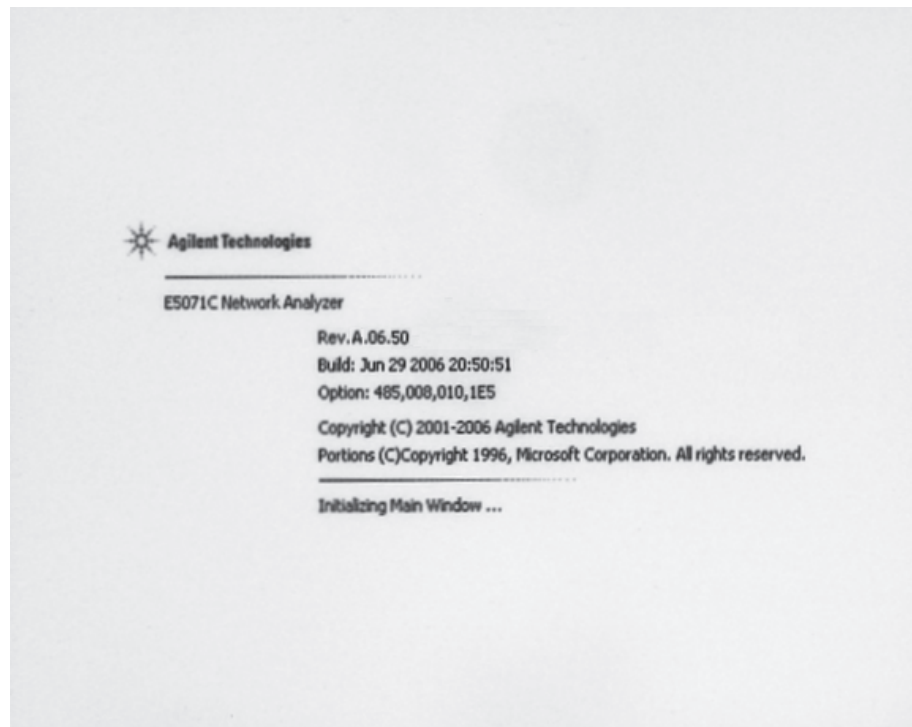 Agilent Technologies
E5071C Network Analyzer
Rev.A.06.50
Build: Jun 29 2006 20:50:51
Option: 485,008,010,1E5
Copyright (C) 2001-2006 Agilent Technologies
Portions (C)Copyright 1996, Microsoft Corporation. All rights reserved.
Initializing Main Window ...